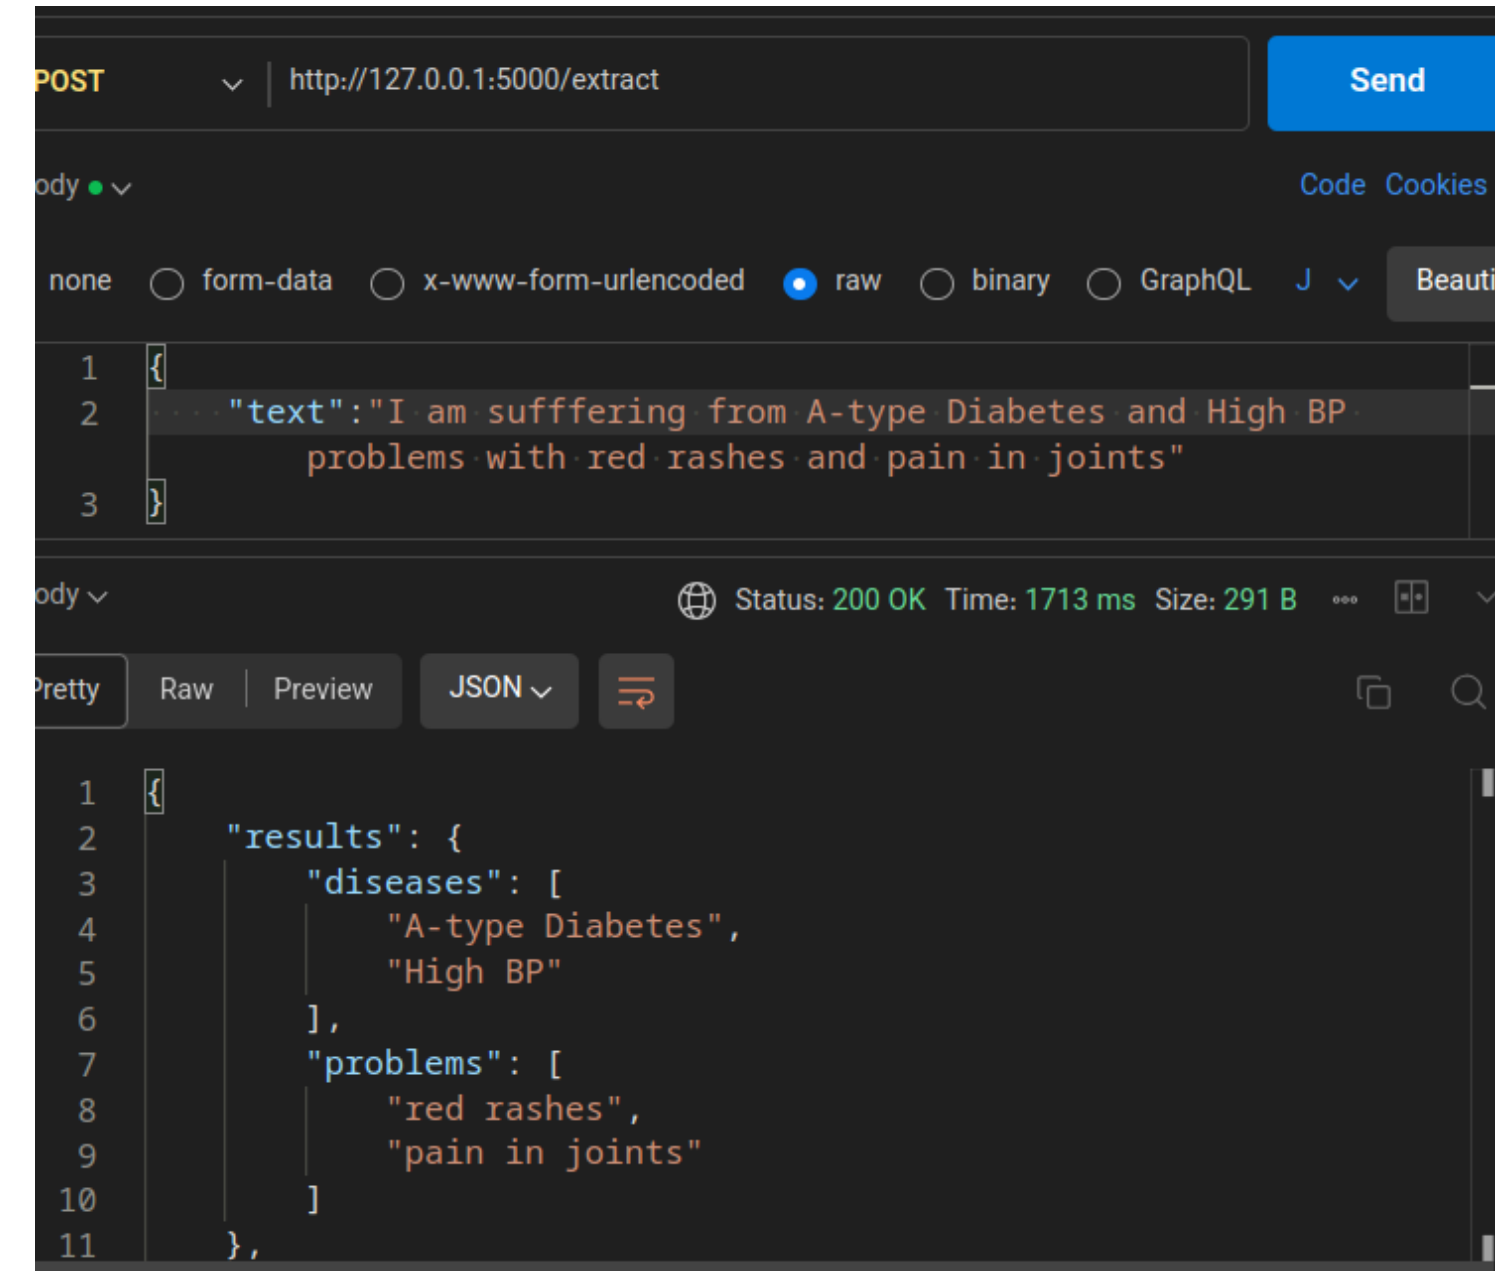 POST http://127.0.0.1:5000/extract Send
ody Code Cookies
none form-data x-www-form-urlencoded raw binary GraphQL J Beauti
1 {
2 "text":"I am sufffering from A-type Diabetes and High BP
problems with red rashes and pain in joints"
3 }
ody Status: 200 OK Time: 1713 ms Size: 291 B
Pretty Raw Preview JSON
1 {
2 "results": {
3 "diseases": [
4 "A-type Diabetes",
5 "High BP"
6 ],
7 "problems": [
8 "red rashes",
9 "pain in joints"
10 ]
11 },